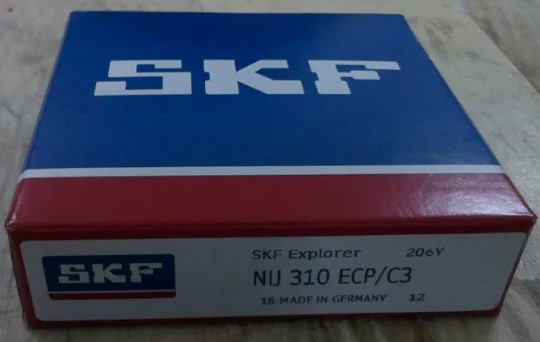 SKF
SKF
SKF Explorer 206Y
NU 310 ECP/C3
18-MADE IN GERMANY 12